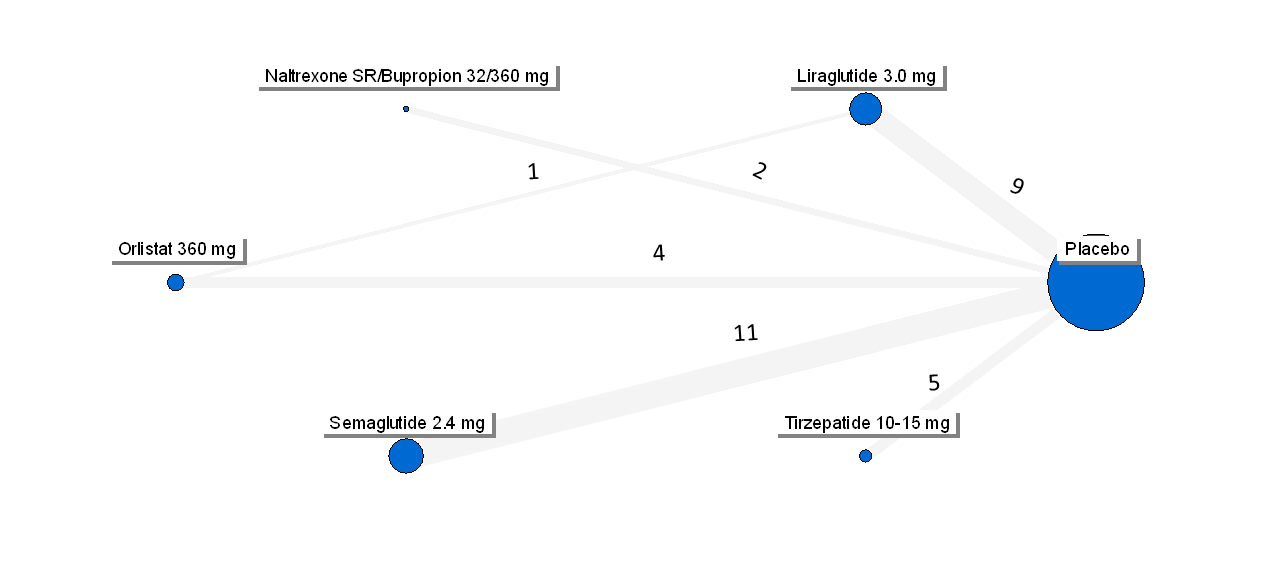 Naltrexone SR/Bupropion 32/360 mg
Liraglutide 3.0 mg
1
2
9
Orlistat 360 mg
4
Placebo
11
5
Semaglutide 2.4 mg
Tirzepatide 10-15 mg